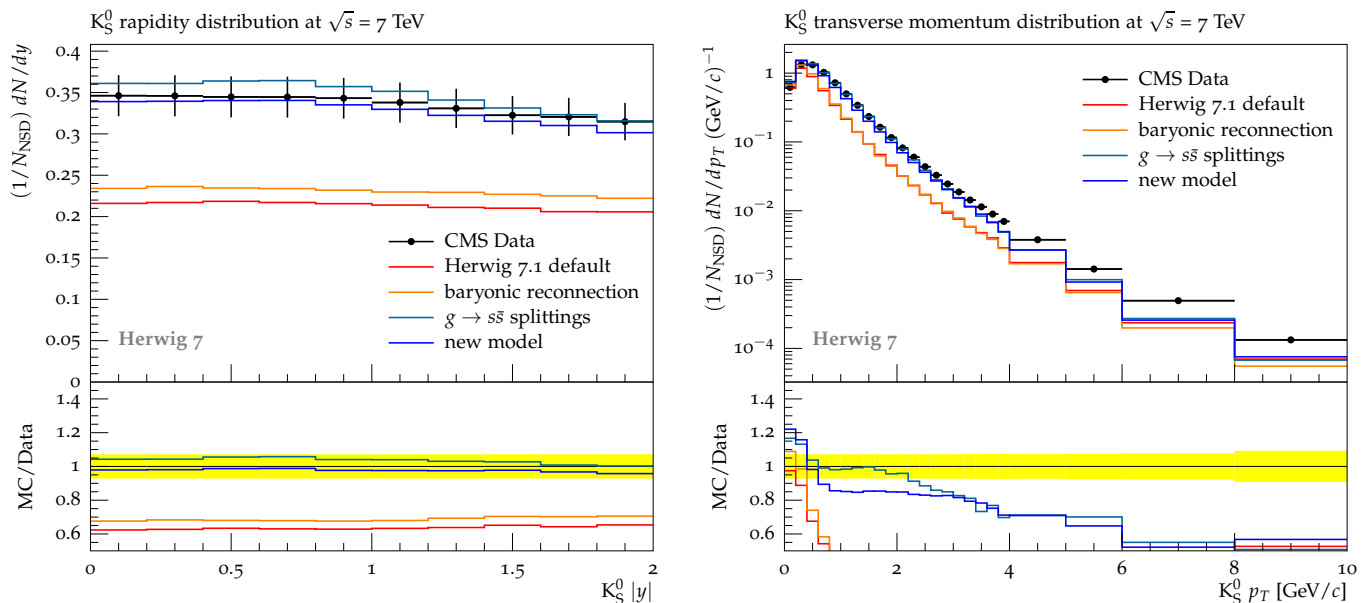 K⁰_S rapidity distribution at √s = 7 TeV
(1/N_NSD) dN/dy
0.4
0.35
0.3
0.25
0.2
0.15
0.1
0.05
0
CMS Data
Herwig 7.1 default
baryonic reconnection
g → ss̄ splittings
new model
Herwig 7
MC/Data
1.4
1.2
1
0.8
0.6
0 0.5 1 1.5 2
K⁰_S |y|
K⁰_S transverse momentum distribution at √s = 7 TeV
(1/N_NSD) dN/dp_T (GeV/c)⁻¹
1
10⁻¹
10⁻²
10⁻³
10⁻⁴
CMS Data
Herwig 7.1 default
baryonic reconnection
g → ss̄ splittings
new model
Herwig 7
MC/Data
1.4
1.2
1
0.8
0.6
0 2 4 6 8 10
K⁰_S p_T [GeV/c]